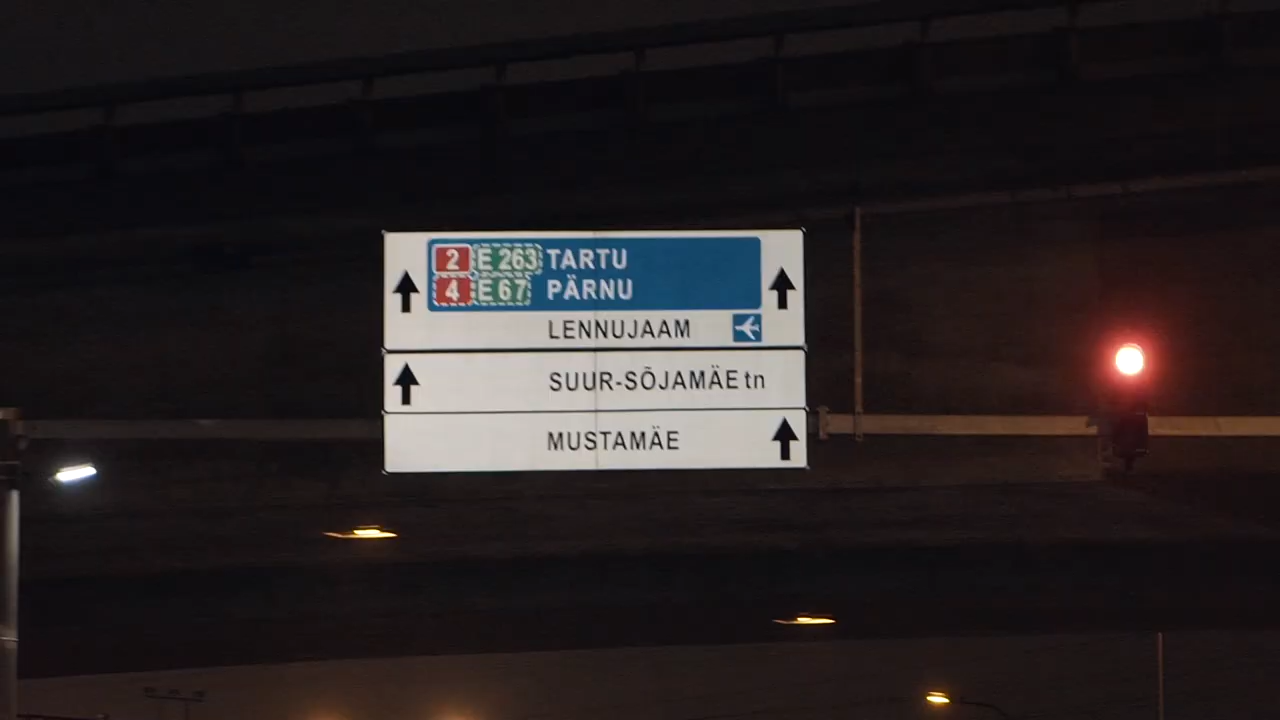 2 E 263 TARTU
4 E 67 PÄRNU
LENNUJAAM
SUUR-SÕJAMÄE tn
MUSTAMÄE